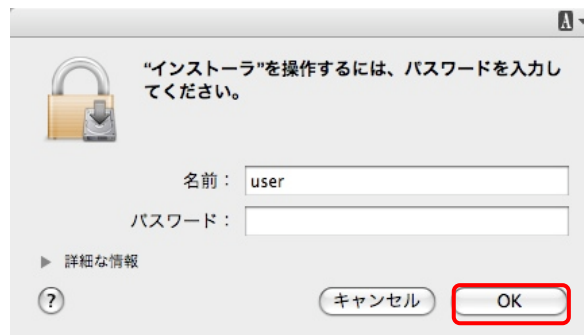 A
“インストーラ”を操作するには、パスワードを入力し
てください。
名前： user
パスワード：
詳細な情報
?
キャンセル OK